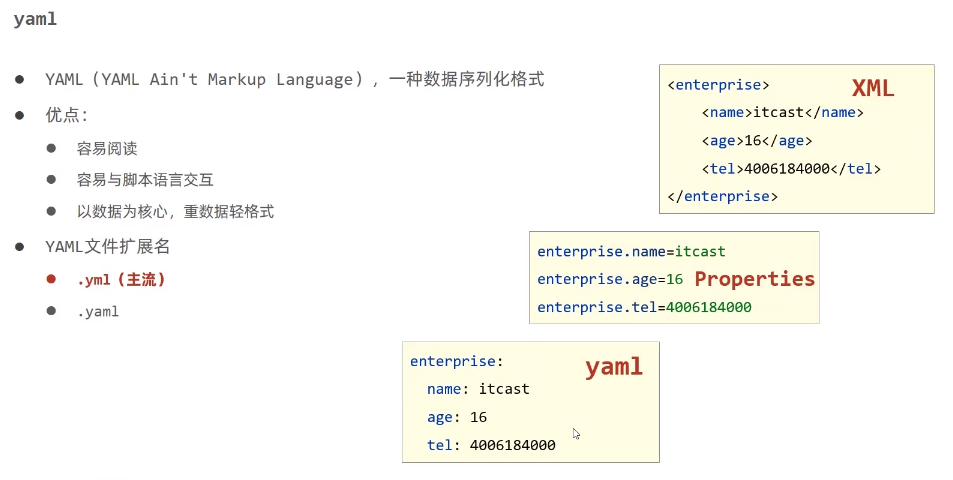 yaml
YAML（YAML Ain't Markup Language）, 一种数据序列化格式
优点：
容易阅读
容易与脚本语言交互
以数据为核心，重数据轻格式
YAML文件扩展名
.yml（主流）
.yaml
XML
<enterprise>
<name>itcast</name>
<age>16</age>
<tel>4006184000</tel>
</enterprise>
enterprise.name=itcast
enterprise.age=16 Properties
enterprise.tel=4006184000
enterprise:
yaml
name: itcast
age: 16
tel: 4006184000